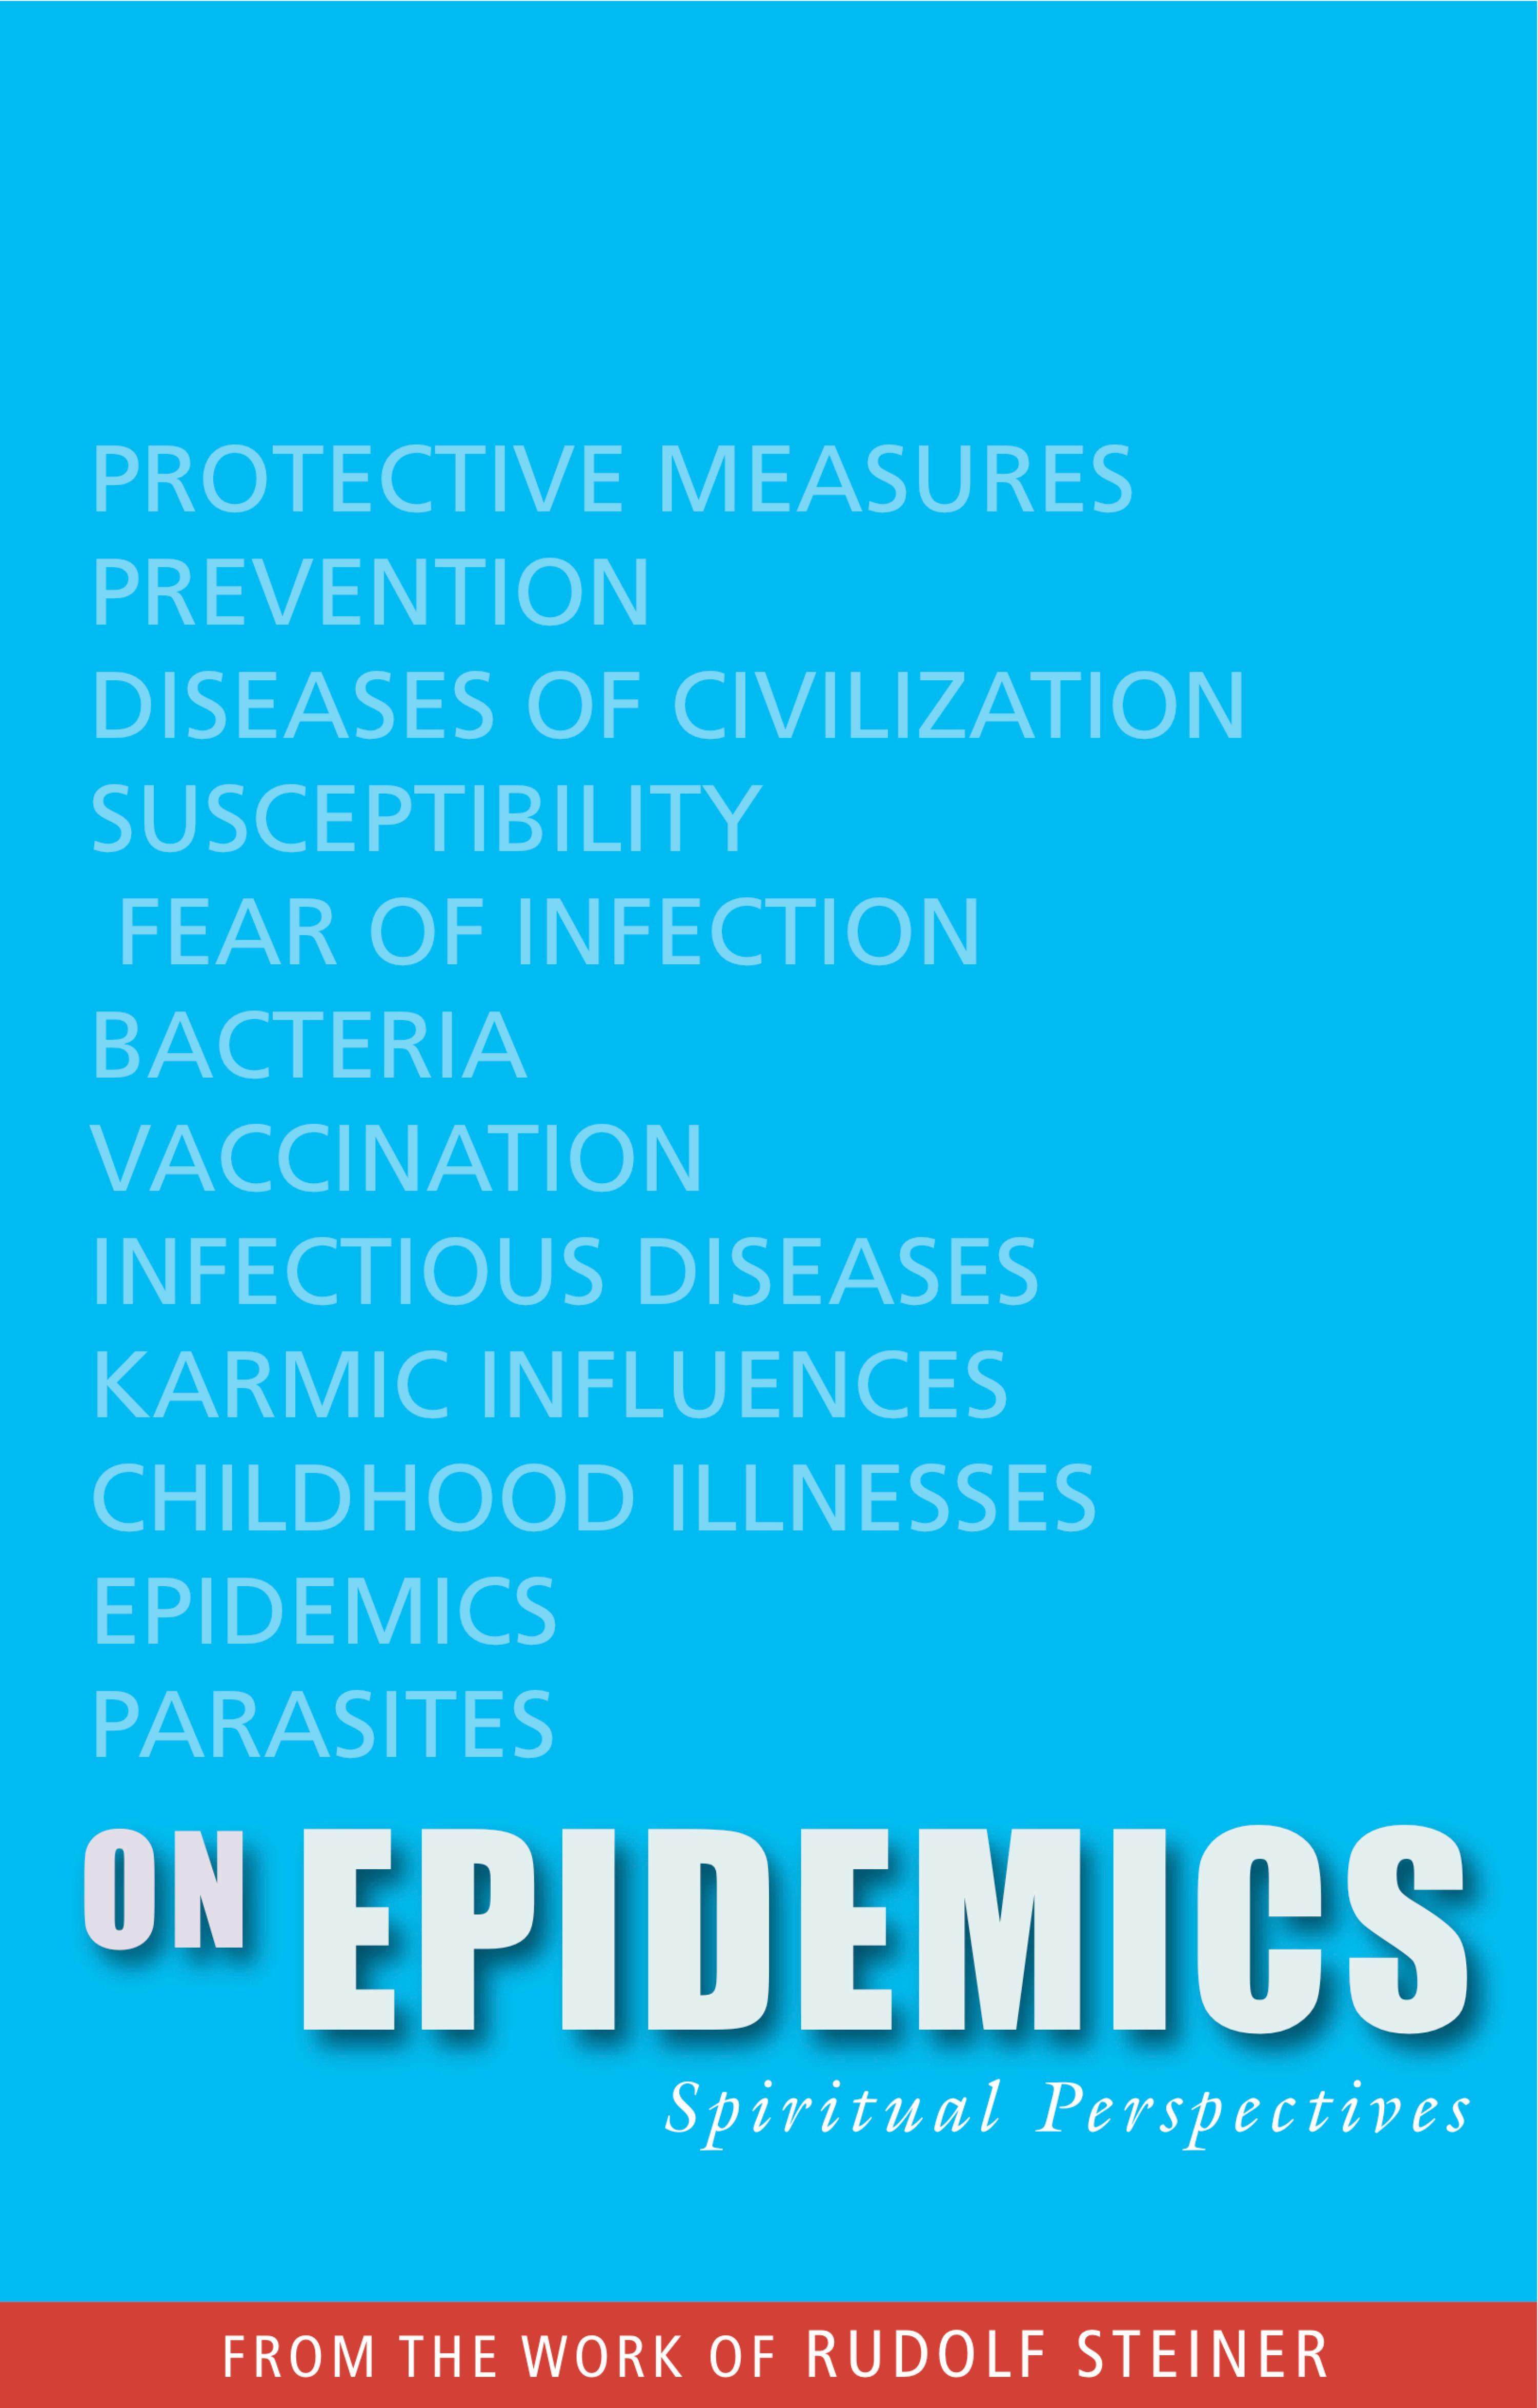 PROTECTIVE MEASURES
PREVENTION
DISEASES OF CIVILIZATION
SUSCEPTIBILITY
FEAR OF INFECTION
BACTERIA
VACCINATION
INFECTIOUS DISEASES
KARMIC INFLUENCES
CHILDHOOD ILLNESSES
EPIDEMICS
PARASITES
ON EPIDEMICS
Spiritual Perspectives
FROM THE WORK OF RUDOLF STEINER